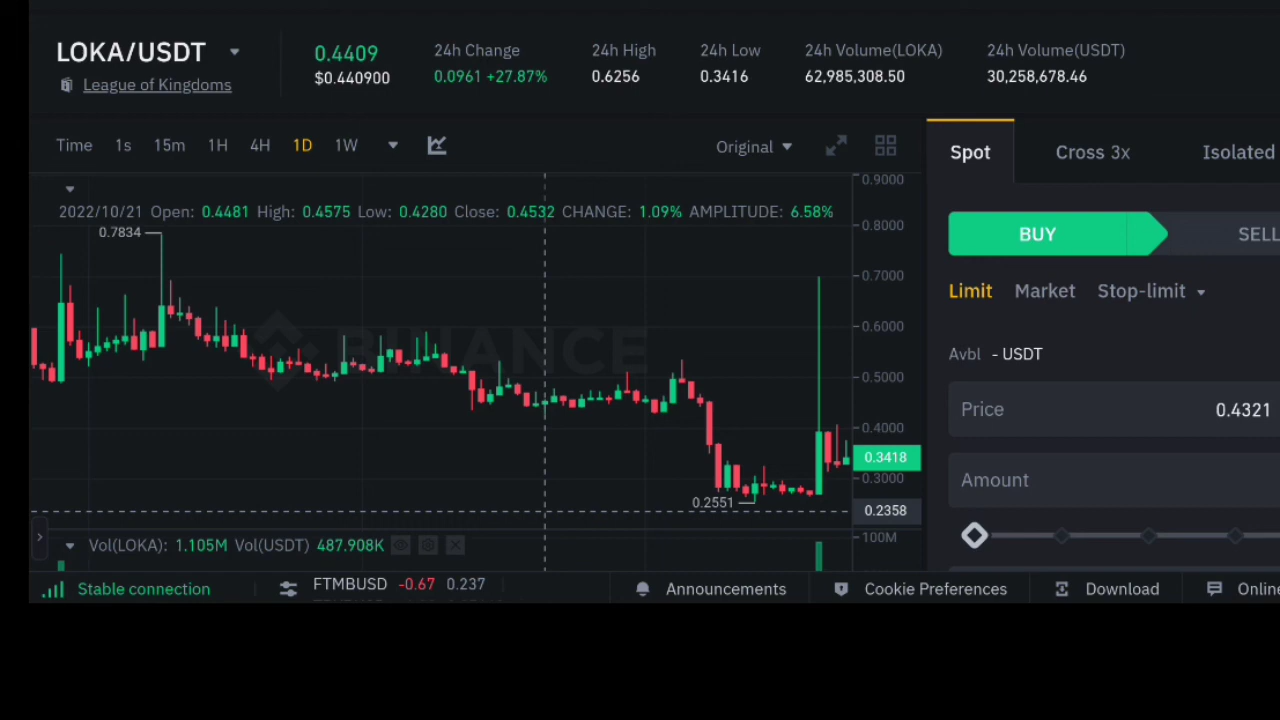 LOKA/USDT 0.4409 24h Change 24h High 24h Low 24h Volume(LOKA) 24h Volume(USDT)
League of Kingdoms $0.440900 0.0961 +27.87% 0.6256 0.3416 62,985,308.50 30,258,678.46
Time 1s 15m 1H 4H 1D 1W Original
Spot Cross 3x Isolated
0.9000
2022/10/21 Open: 0.4481 High: 0.4575 Low: 0.4280 Close: 0.4532 CHANGE: 1.09% AMPLITUDE: 6.58%
0.7834 0.8000
BUY SELL
0.7000
Limit Market Stop-limit
0.6000
BINANCE
Avbl - USDT
0.5000
Price 0.4321
0.4000
0.3418
0.3000
Amount
0.2551
0.2358
100M
Vol(LOKA): 1.105M Vol(USDT) 487.908K
Stable connection FTMBUSD -0.67 0.237 Announcements Cookie Preferences Download Online